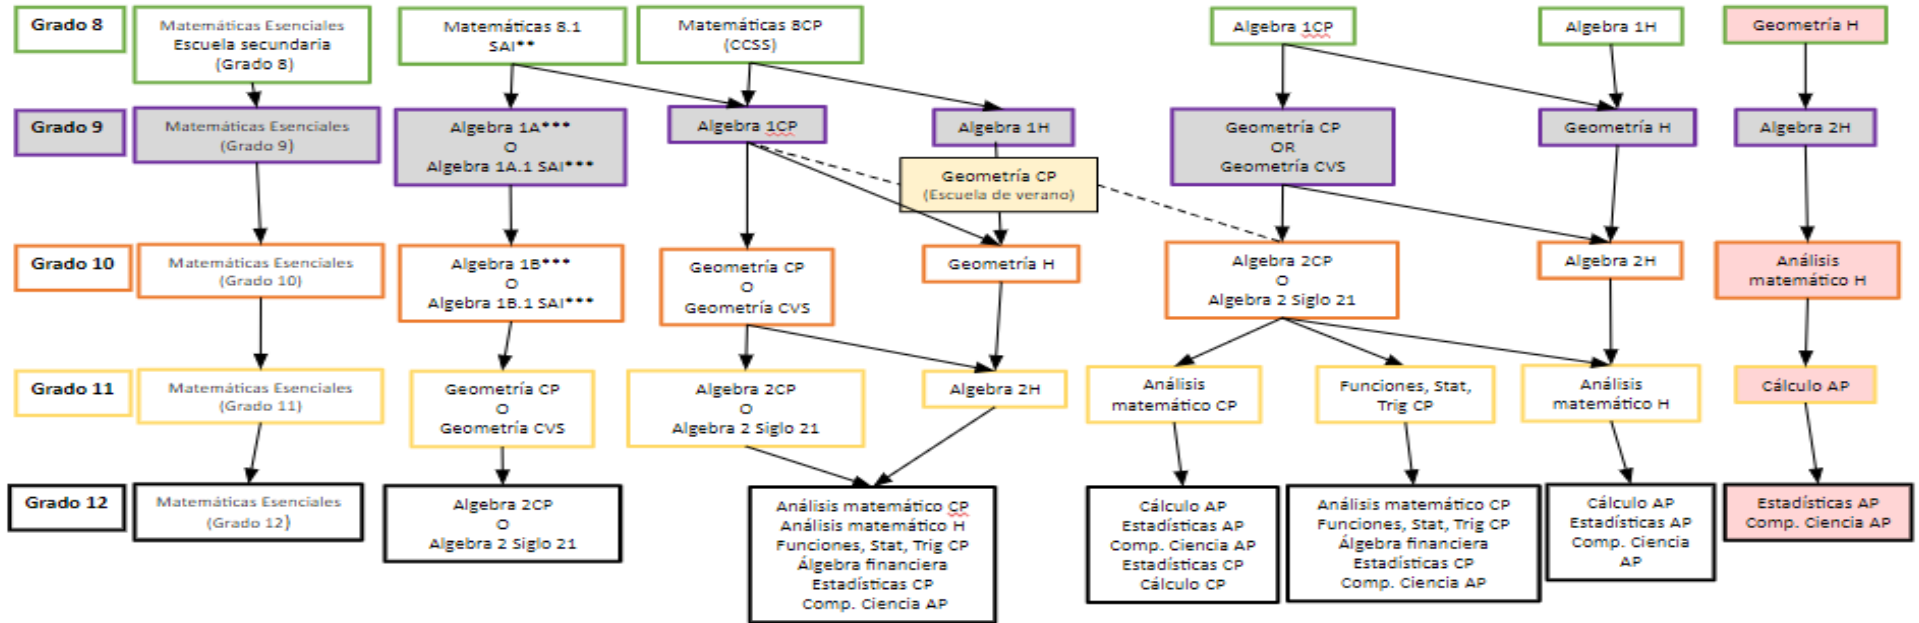 Grado 8
Matemáticas Esenciales
Escuela secundaria
(Grado 8)
Matemáticas 8.1
SAI**
Matemáticas 8CP
(CCSS)
Algebra 1CP
Algebra 1H
Geometría H
Grado 9
Matemáticas Esenciales
(Grado 9)
Algebra 1A***
O
Algebra 1A.1 SAI***
Algebra 1CP
Algebra 1H
Geometría CP
(Escuela de verano)
Geometría CP
OR
Geometría CVS
Geometría H
Algebra 2H
Grado 10
Matemáticas Esenciales
(Grado 10)
Algebra 1B***
O
Algebra 1B.1 SAI***
Geometría CP
O
Geometría CVS
Geometría H
Algebra 2CP
O
Algebra 2 Siglo 21
Algebra 2H
Análisis
matemático H
Grado 11
Matemáticas Esenciales
(Grado 11)
Geometría CP
O
Geometría CVS
Algebra 2CP
O
Algebra 2 Siglo 21
Algebra 2H
Análisis
matemático CP
Funciones, Stat,
Trig CP
Análisis
matemático H
Cálculo AP
Grado 12
Matemáticas Esenciales
(Grado 12)
Algebra 2CP
O
Algebra 2 Siglo 21
Análisis matemático CP
Análisis matemático H
Funciones, Stat, Trig CP
Álgebra financiera
Estadísticas CP
Comp. Ciencia AP
Cálculo AP
Estadísticas AP
Comp. Ciencia AP
Estadísticas CP
Cálculo CP
Análisis matemático CP
Funciones, Stat, Trig CP
Álgebra financiera
Estadísticas CP
Comp. Ciencia AP
Cálculo AP
Estadísticas AP
Comp. Ciencia
AP
Estadísticas AP
Comp. Ciencia AP